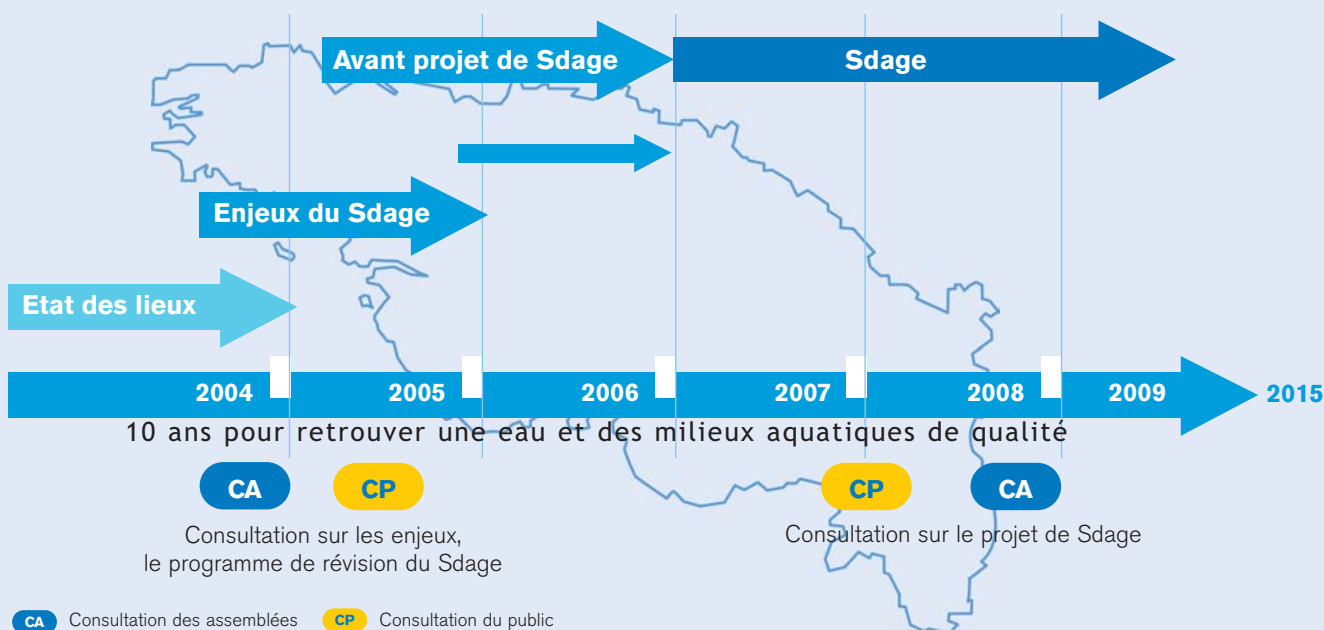 Avant projet de Sdage
Sdage
Enjeux du Sdage
Etat des lieux
2004 2005 2006 2007 2008 2009 2015
10 ans pour retrouver une eau et des milieux aquatiques de qualité
CA CP CP CA
Consultation sur les enjeux,
le programme de révision du Sdage
Consultation sur le projet de Sdage
CA Consultation des assemblées CP Consultation du public